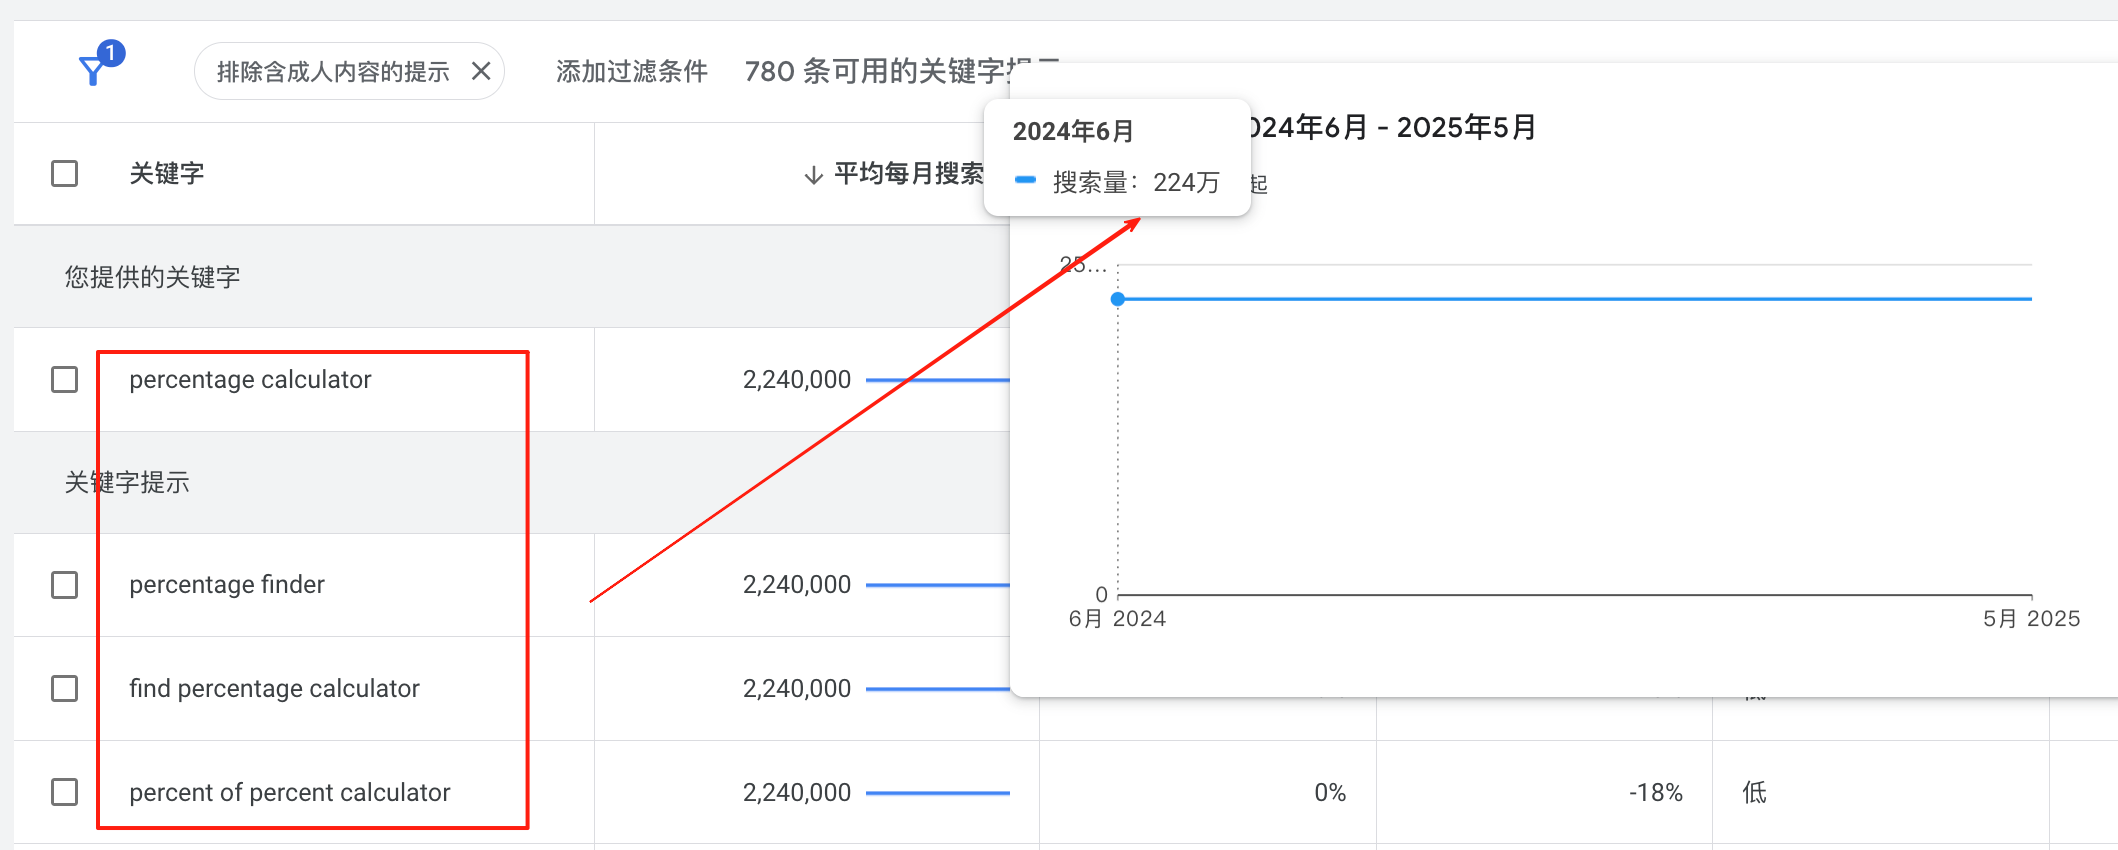 1
排除含成人内容的提示 添加过滤条件 780 条可用的关键字提示
2024年6月
搜索量：224万
024年6月 - 2025年5月
起
关键字 平均每月搜索
您提供的关键字
25...
percentage calculator 2,240,000
关键字提示
percentage finder 2,240,000
0
6月 2024 5月 2025
find percentage calculator 2,240,000
percent of percent calculator 2,240,000 0% -18% 低